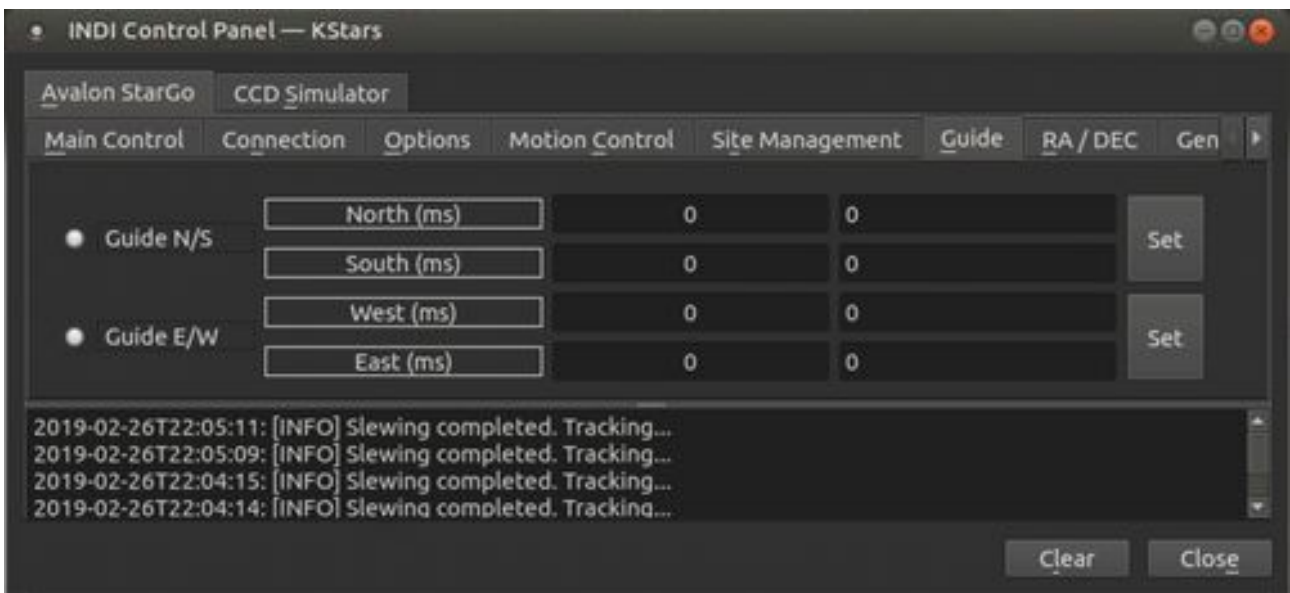 INDI Control Panel — KStars
Avalon StarGo CCD Simulator
Main Control Connection Options Motion Control Site Management Guide RA / DEC Gen
North (ms) 0 0
Guide N/S Set
South (ms) 0 0
West (ms) 0 0
Guide E/W Set
East (ms) 0 0
2019-02-26T22:05:11: [INFO] Slewing completed. Tracking...
2019-02-26T22:05:09: [INFO] Slewing completed. Tracking...
2019-02-26T22:04:15: [INFO] Slewing completed. Tracking...
2019-02-26T22:04:14: [INFO] Slewing completed. Tracking...
Clear Close